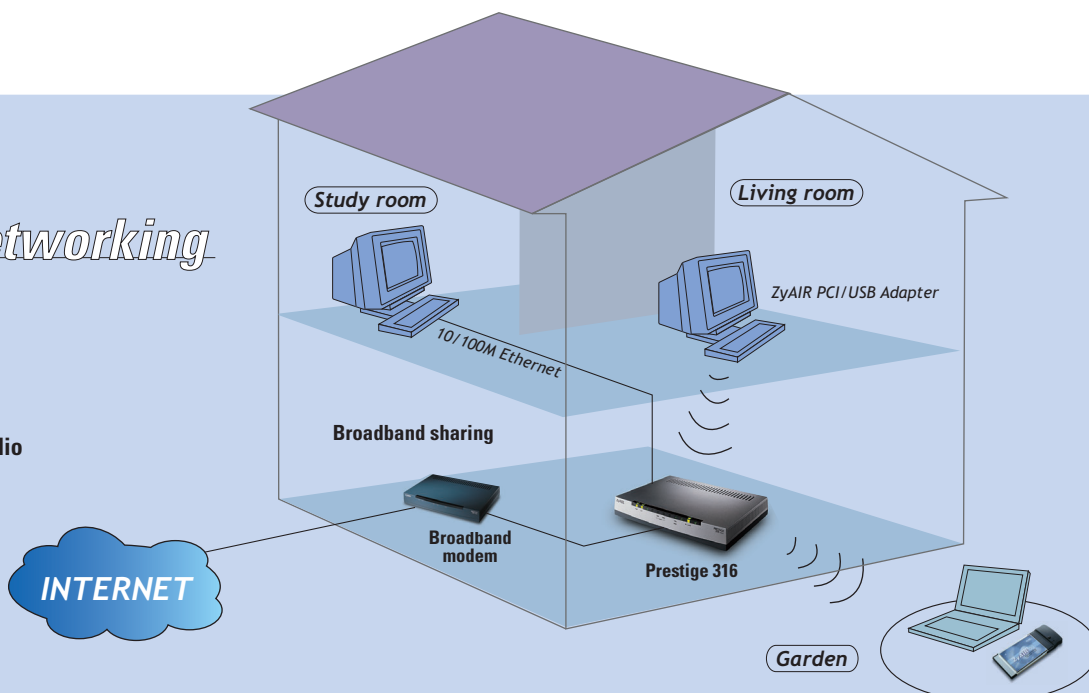 Study room
Living room
etworking
ZyAIR PCI/USB Adapter
10/100M Ethernet
Broadband sharing
dio
Broadband
modem
Prestige 316
INTERNET
Garden